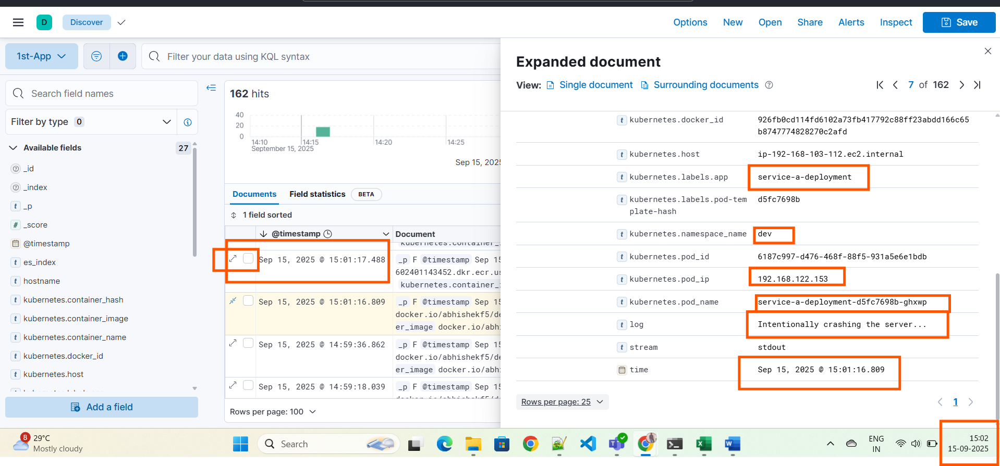 D
Discover
Options
New
Open
Share
Alerts
Inspect
Save
1st-App
Filter your data using KQL syntax
Search field names
Filter by type 0
Available fields 27
_id
_index
t _p
# _score
@timestamp
t es_index
t hostname
t kubernetes.container_hash
t kubernetes.container_image
t kubernetes.container_name
t kubernetes.docker_id
t kubernetes.host
Add a field
162 hits
40
20
0
14:10
14:15
14:20
14:25
September 15, 2025
Sep 15, 2025
Documents
Field statistics
BETA
1 field sorted
@timestamp
Document
kubernetes.container_
Sep 15, 2025 @ 15:01:17.488
_p F @timestamp Sep 15
602401143452.dkr.ecr.us
kubernetes.container_
Sep 15, 2025 @ 15:01:16.809
_p F @timestamp Sep 15
docker.io/abhishekf5/de
er_image docker.io/abhi
Sep 15, 2025 @ 14:59:36.862
_p F @timestamp Sep 15
docker.io/abhishekf5/de
er_image docker.io/abhi
Sep 15, 2025 @ 14:59:18.039
_p F @timestamp Sep 15
Rows per page: 100
Expanded document
View:
Single document
Surrounding documents
7 of 162
t kubernetes.docker_id
926fb0cd114fd6102a73fb417792c88ff23abdd166c65
b8747774828270c2afd
t kubernetes.host
ip-192-168-103-112.ec2.internal
t kubernetes.labels.app
service-a-deployment
t kubernetes.labels.pod-tem
plate-hash
d5fc7698b
t kubernetes.namespace_name
dev
t kubernetes.pod_id
6187c997-d476-468f-88f5-931a5e6e1bdb
t kubernetes.pod_ip
192.168.122.153
t kubernetes.pod_name
service-a-deployment-d5fc7698b-ghxwp
t log
Intentionally crashing the server...
t stream
stdout
time
Sep 15, 2025 @ 15:01:16.809
Rows per page: 25
1
8
29°C
Mostly cloudy
Search
ENG
IN
15:02
15-09-2025